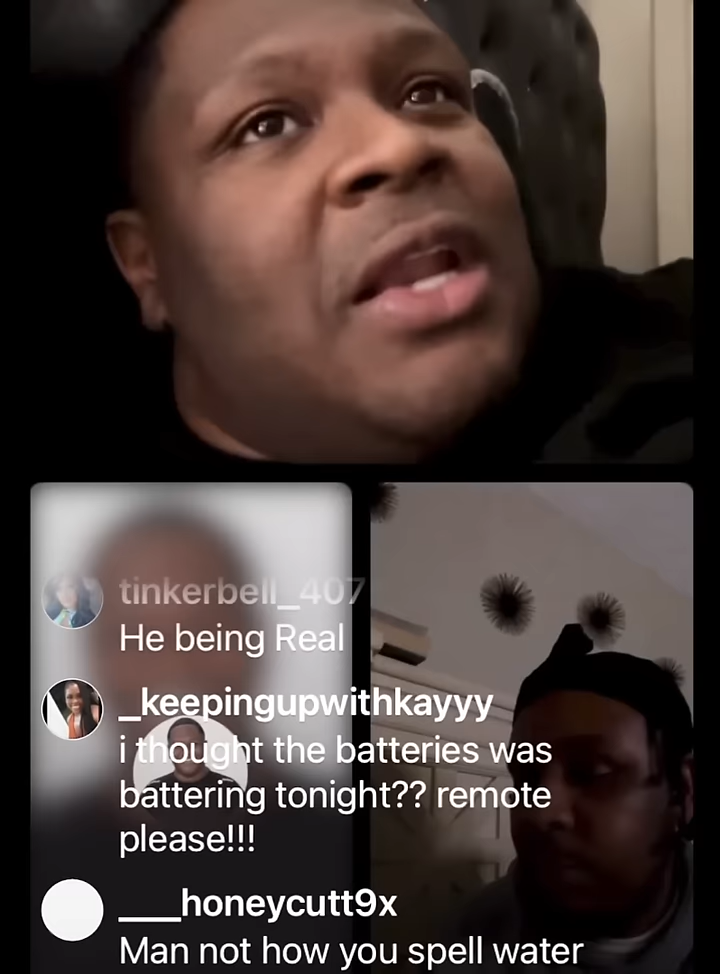 tinkerbell_407
He being Real
_keepingupwithkayyy
i thought the batteries was
battering tonight?? remote
please!!!
___honeycutt9x
Man not how you spell water